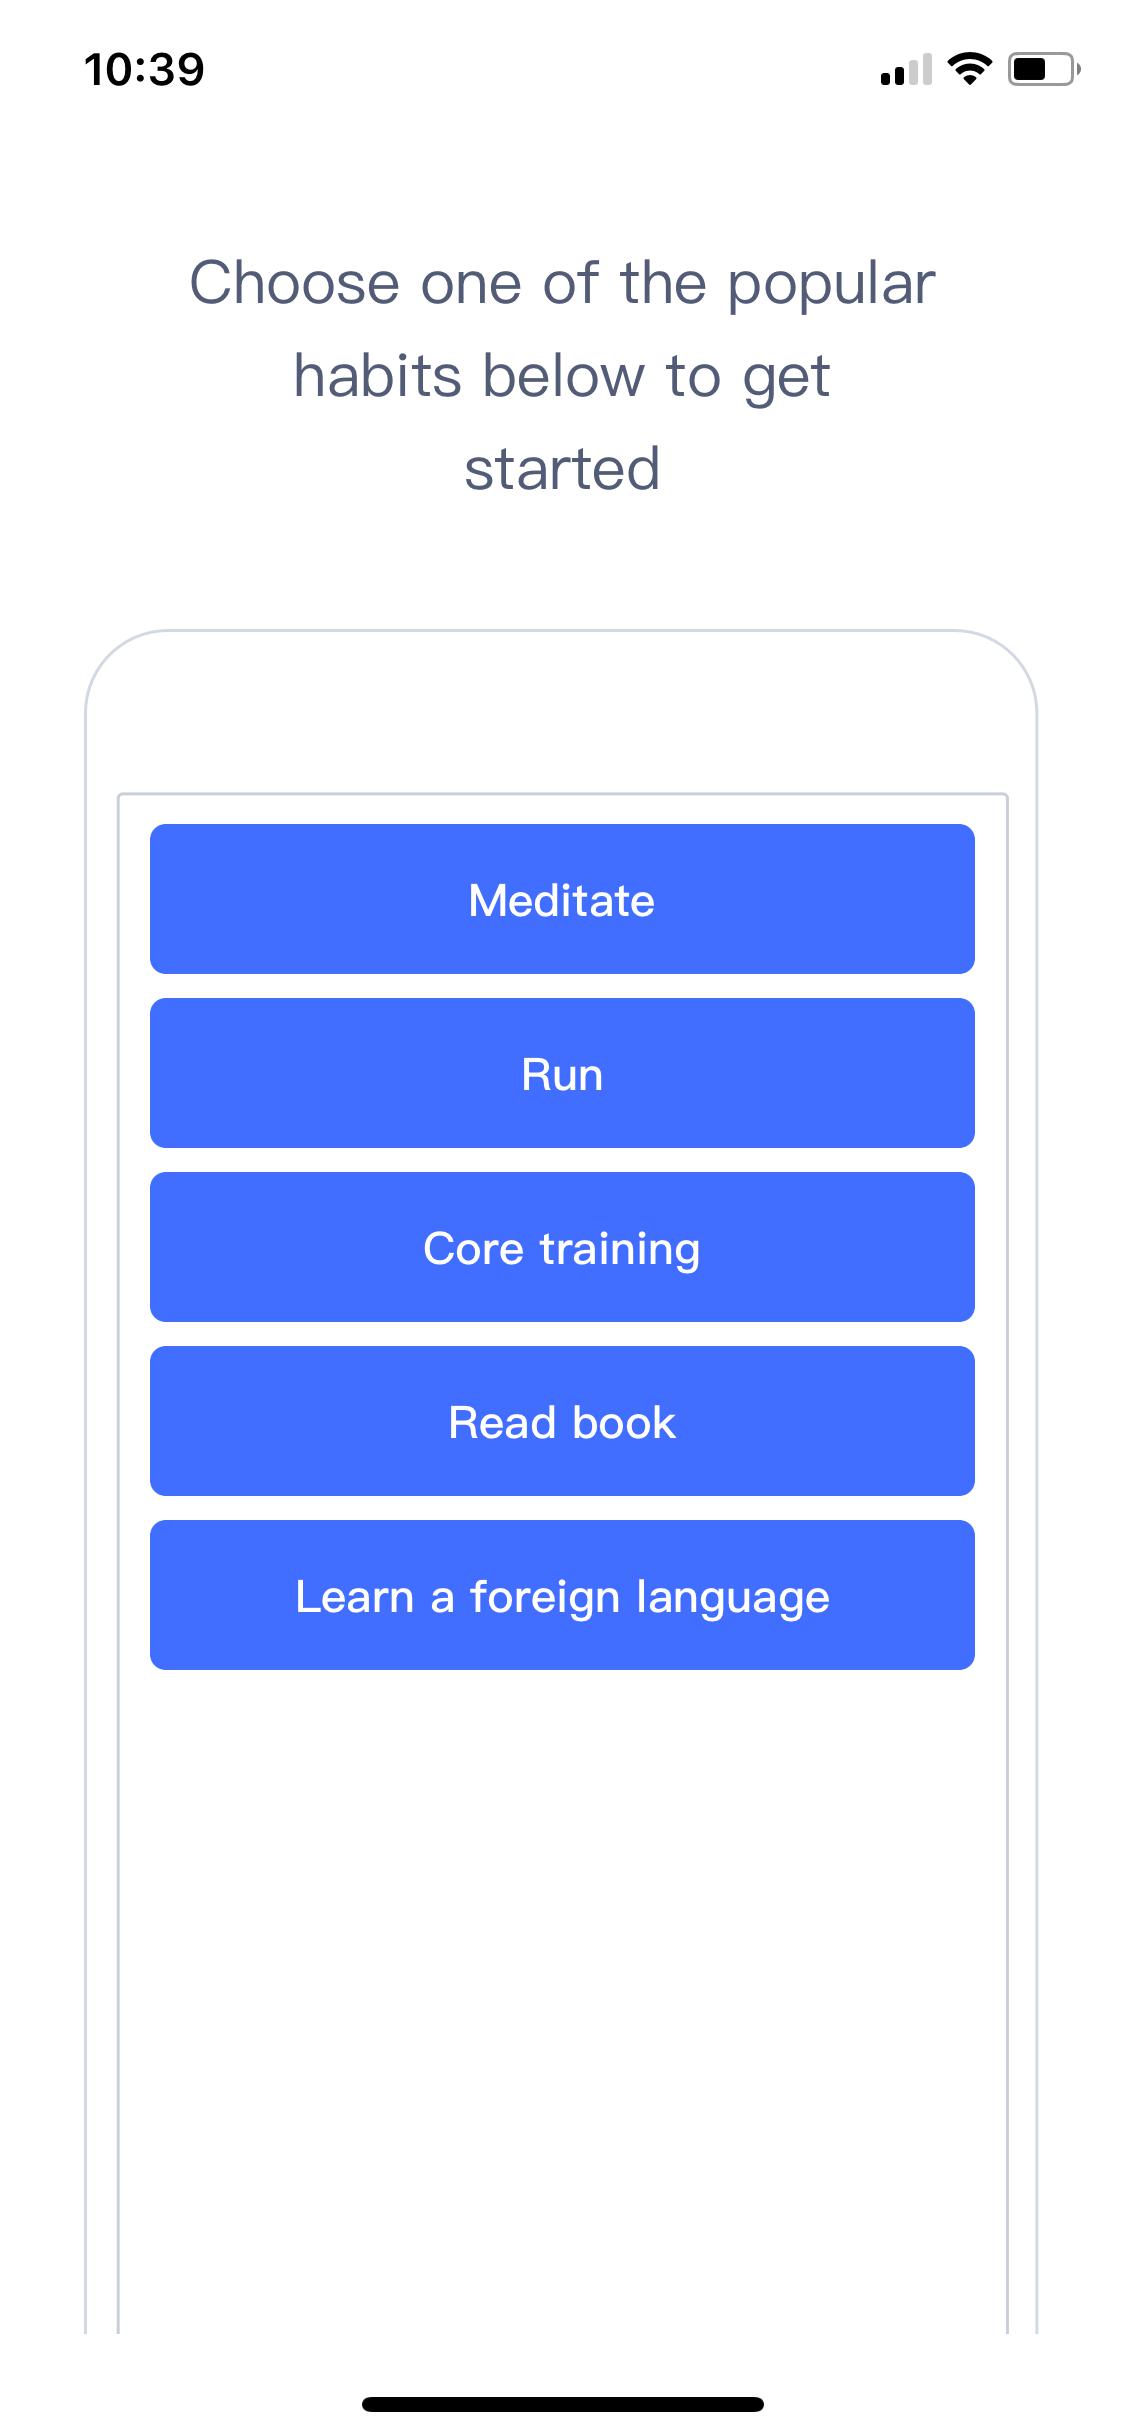 10:39
Choose one of the popular
habits below to get
started
Meditate
Run
Core training
Read book
Learn a foreign language